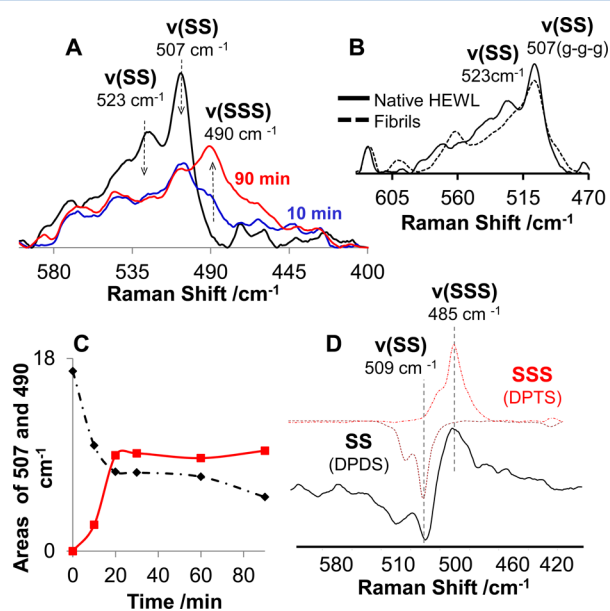 A
ν(SS)
507 cm -1
ν(SS)
523 cm-1
ν(SSS)
490 cm -1
90 min
10 min
580 535 490 445 400
Raman Shift /cm-1
B
ν(SS)
523cm-1
ν(SS)
507(g-g-g)
Native HEWL
Fibrils
605 560 515 470
Raman Shift /cm-1
C
18
0
Areas of 507 and 490
cm-1
0 20 40 60 80
Time /min
D
ν(SSS)
485 cm -1
ν(SS)
509 cm-1
SSS
(DPTS)
SS
(DPDS)
580 510 500 460 420
Raman Shift /cm-1